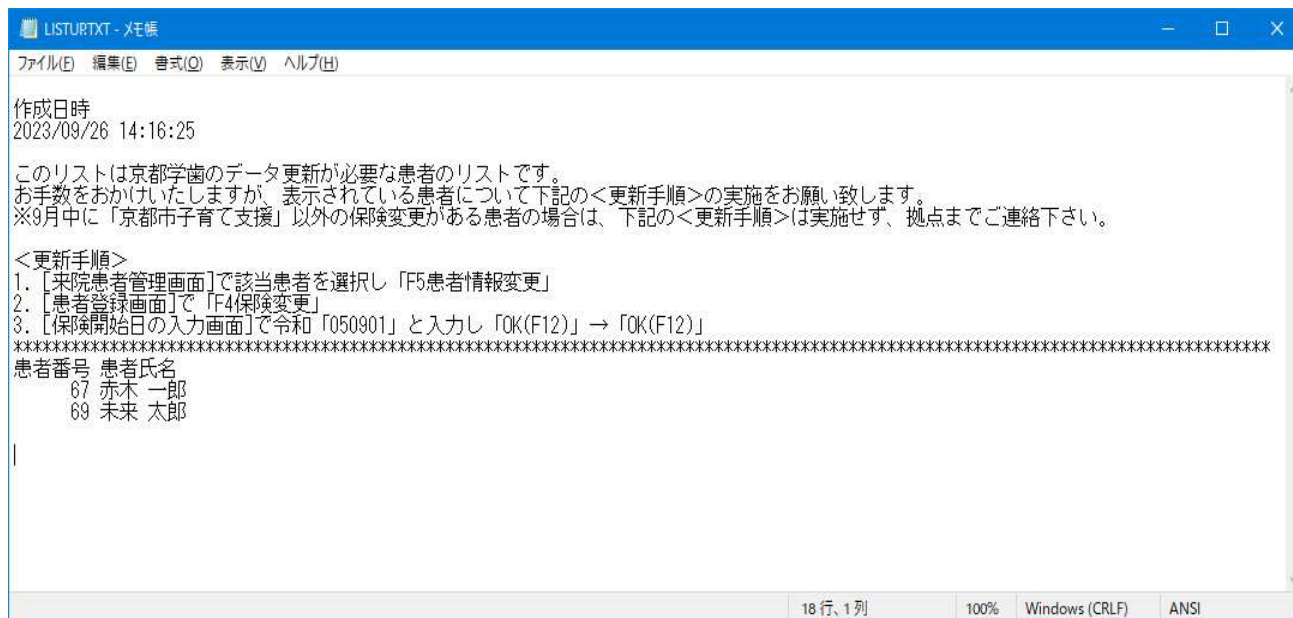 LISTUP.TXT - メモ帳
ファイル(F) 編集(E) 書式(O) 表示(V) ヘルプ(H)
作成日時
2023/09/26 14:16:25
このリストは京都学歯のデータ更新が必要な患者のリストです。
お手数をおかけいたしますが、表示されている患者について下記の<更新手順>の実施をお願い致します。
※9月中に「京都市子育て支援」以外の保険変更がある患者の場合は、下記の<更新手順>は実施せず、拠点までご連絡下さい。
<更新手順>
1. [来院患者管理画面]で該当患者を選択し「F5患者情報変更」
2. [患者登録画面]で「F4保険変更」
3. [保険開始日の入力画面]で令和「050901」と入力し「OK(F12)」→「OK(F12)」
***********************************************************************************************************************************
患者番号 患者氏名
67 赤木 一郎
69 未来 太郎
18 行、1 列 100% Windows (CRLF) ANSI